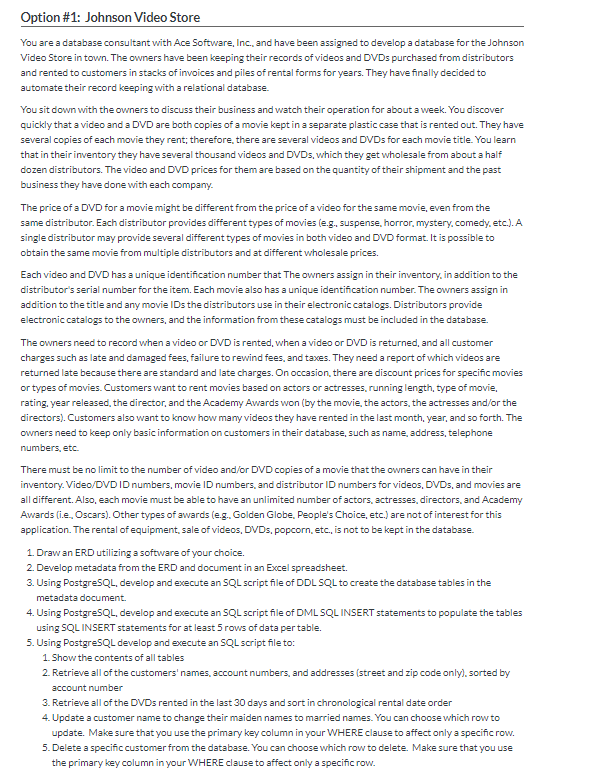 Option #1: Johnson Video Store
You are a database consultant with Ace Software, Inc., and have been assigned to develop a database for the Johnson
Video Store in town. The owners have been keeping their records of videos and DVDs purchased from distributors
and rented to customers in stacks of invoices and piles of rental forms for years. They have finally decided to
automate their record keeping with a relational database.
You sit down with the owners to discuss their business and watch their operation for about a week. You discover
quickly that a video and a DVD are both copies of a movie kept in a separate plastic case that is rented out. They have
several copies of each movie they rent; therefore, there are several videos and DVDs for each movie title. You learn
that in their inventory they have several thousand videos and DVDs, which they get wholesale from about a half
dozen distributors. The video and DVD prices for them are based on the quantity of their shipment and the past
business they have done with each company.
The price of a DVD for a movie might be different from the price of a video for the same movie, even from the
same distributor. Each distributor provides different types of movies (e.g., suspense, horror, mystery, comedy, etc.). A
single distributor may provide several different types of movies in both video and DVD format. It is possible to
obtain the same movie from multiple distributors and at different wholesale prices.
Each video and DVD has a unique identification number that The owners assign in their inventory, in addition to the
distributor's serial number for the item. Each movie also has a unique identification number. The owners assign in
addition to the title and any movie IDs the distributors use in their electronic catalogs. Distributors provide
electronic catalogs to the owners, and the information from these catalogs must be included in the database.
The owners need to record when a video or DVD is rented, when a video or DVD is returned, and all customer
charges such as late and damaged fees, failure to rewind fees, and taxes. They need a report of which videos are
returned late because there are standard and late charges. On occasion, there are discount prices for specific movies
or types of movies. Customers want to rent movies based on actors or actresses, running length, type of movie,
rating, year released, the director, and the Academy Awards won (by the movie, the actors, the actresses and/or the
directors). Customers also want to know how many videos they have rented in the last month, year, and so forth. The
owners need to keep only basic information on customers in their database, such as name, address, telephone
numbers, etc.
There must be no limit to the number of video and/or DVD copies of a movie that the owners can have in their
inventory. Video/DVD ID numbers, movie ID numbers, and distributor ID numbers for videos, DVDs, and movies are
all different. Also, each movie must be able to have an unlimited number of actors, actresses, directors, and Academy
Awards (i.e., Oscars). Other types of awards (e.g., Golden Globe, People's Choice, etc.) are not of interest for this
application. The rental of equipment, sale of videos, DVDs, popcorn, etc., is not to be kept in the database.
1. Draw an ERD utilizing a software of your choice.
2. Develop metadata from the ERD and document in an Excel spreadsheet.
3. Using PostgreSQL, develop and execute an SQL script file of DDL SQL to create the database tables in the
metadata document.
4. Using PostgreSQL, develop and execute an SQL script file of DML SQL INSERT statements to populate the tables
using SQL INSERT statements for at least 5 rows of data per table.
5. Using PostgreSQL develop and execute an SQL script file to:
1. Show the contents of all tables
2. Retrieve all of the customers' names, account numbers, and addresses (street and zip code only), sorted by
account number
3. Retrieve all of the DVDs rented in the last 30 days and sort in chronological rental date order
4. Update a customer name to change their maiden names to married names. You can choose which row to
update. Make sure that you use the primary key column in your WHERE clause to affect only a specific row.
5. Delete a specific customer from the database. You can choose which row to delete. Make sure that you use
the primary key column in your WHERE clause to affect only a specific row.